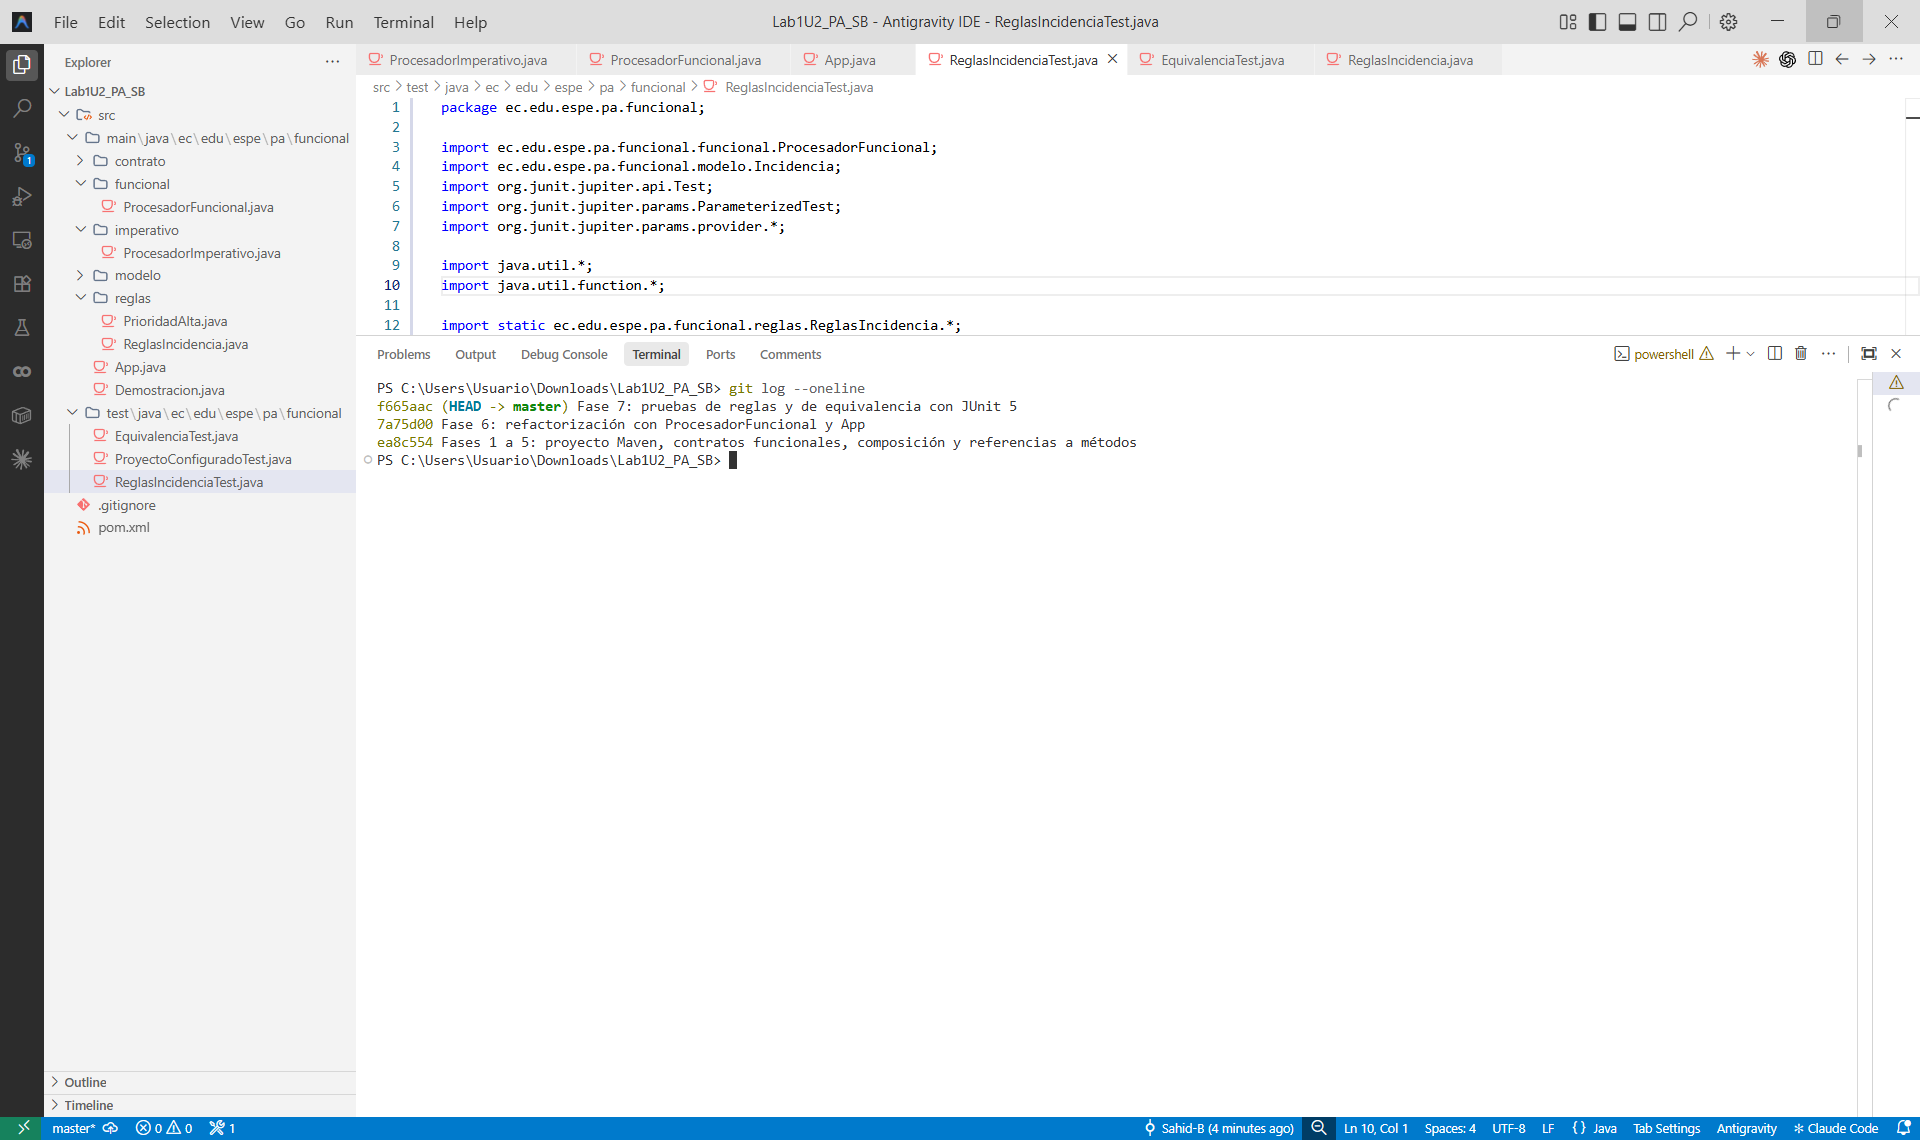 File Edit Selection View Go Run Terminal Help
Lab1U2_PA_SB - Antigravity IDE - ReglasIncidenciaTest.java
Explorer
Lab1U2_PA_SB
src
main\java\ec\edu\espe\pa\funcional
contrato
funcional
ProcesadorFuncional.java
imperativo
ProcesadorImperativo.java
modelo
reglas
PrioridadAlta.java
ReglasIncidencia.java
App.java
Demostracion.java
test\java\ec\edu\espe\pa\funcional
EquivalenciaTest.java
ProyectoConfiguradoTest.java
ReglasIncidenciaTest.java
.gitignore
pom.xml
Outline
Timeline
1
ProcesadorImperativo.java ProcesadorFuncional.java App.java ReglasIncidenciaTest.java EquivalenciaTest.java ReglasIncidencia.java
src > test > java > ec > edu > espe > pa > funcional > ReglasIncidenciaTest.java
1 package ec.edu.espe.pa.funcional;
2
3 import ec.edu.espe.pa.funcional.funcional.ProcesadorFuncional;
4 import ec.edu.espe.pa.funcional.modelo.Incidencia;
5 import org.junit.jupiter.api.Test;
6 import org.junit.jupiter.params.ParameterizedTest;
7 import org.junit.jupiter.params.provider.*;
8
9 import java.util.*;
10 import java.util.function.*;
11
12 import static ec.edu.espe.pa.funcional.reglas.ReglasIncidencia.*;
Problems Output Debug Console Terminal Ports Comments
powershell
PS C:\Users\Usuario\Downloads\Lab1U2_PA_SB> git log --oneline
f665aac (HEAD -> master) Fase 7: pruebas de reglas y de equivalencia con JUnit 5
7a75d00 Fase 6: refactorización con ProcesadorFuncional y App
ea8c554 Fases 1 a 5: proyecto Maven, contratos funcionales, composición y referencias a métodos
PS C:\Users\Usuario\Downloads\Lab1U2_PA_SB>
master* 0 0 1
Sahid-B (4 minutes ago) Ln 10, Col 1 Spaces: 4 UTF-8 LF {} Java Tab Settings Antigravity Claude Code